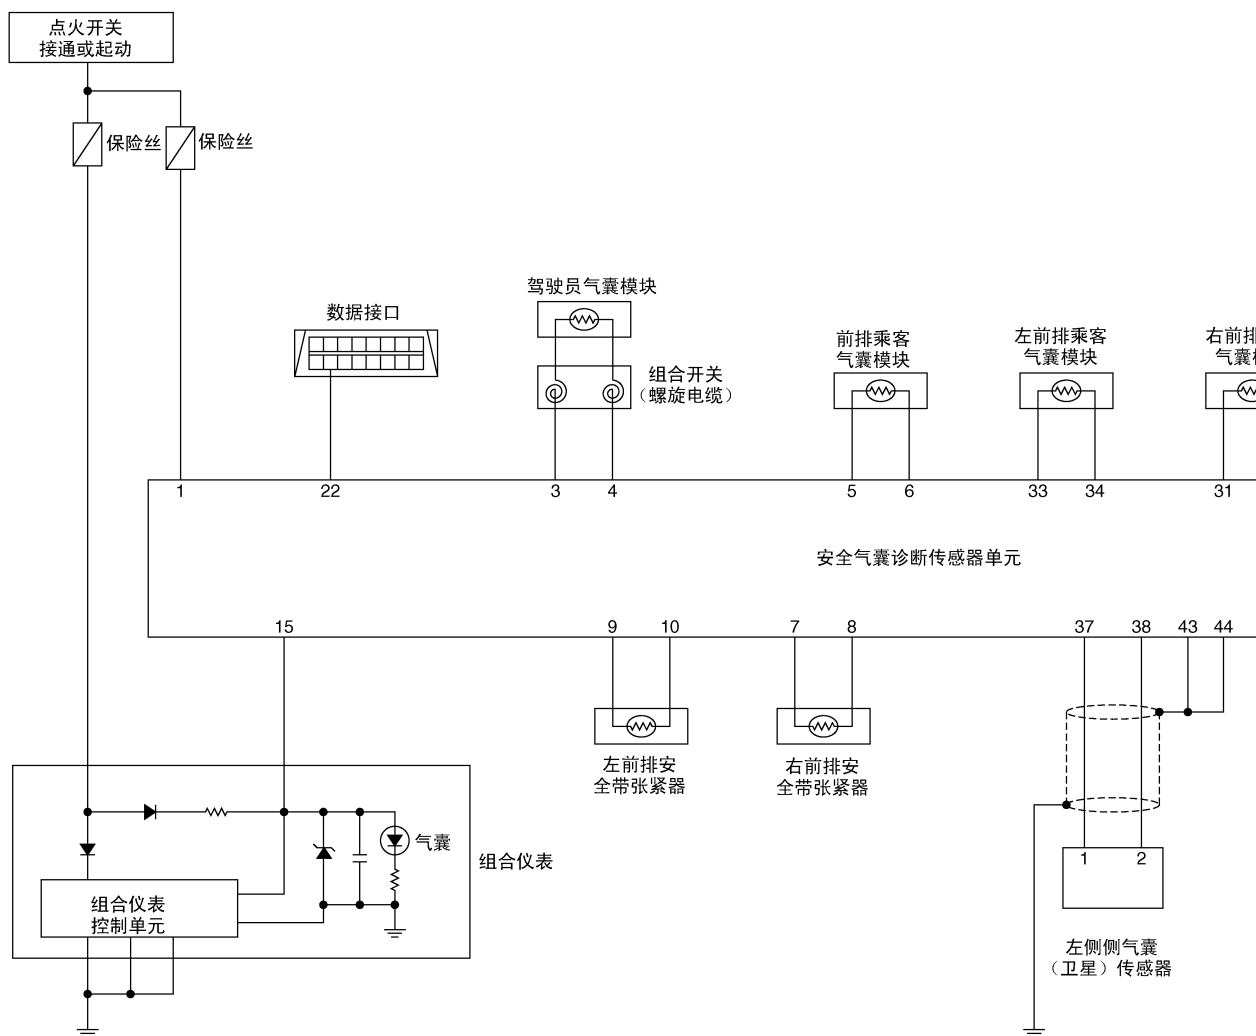 点火开关
接通或起动
保险丝
保险丝
数据接口
驾驶员气囊模块
组合开关
（螺旋电缆）
前排乘客
气囊模块
左前排乘客
气囊模块
右前排
气囊
1
22
3
4
5
6
33
34
31
安全气囊诊断传感器单元
15
9
10
7
8
37
38
43
44
左前排安
全带张紧器
右前排安
全带张紧器
气囊
组合仪表
组合仪表
控制单元
1
2
左侧侧气囊
（卫星）传感器